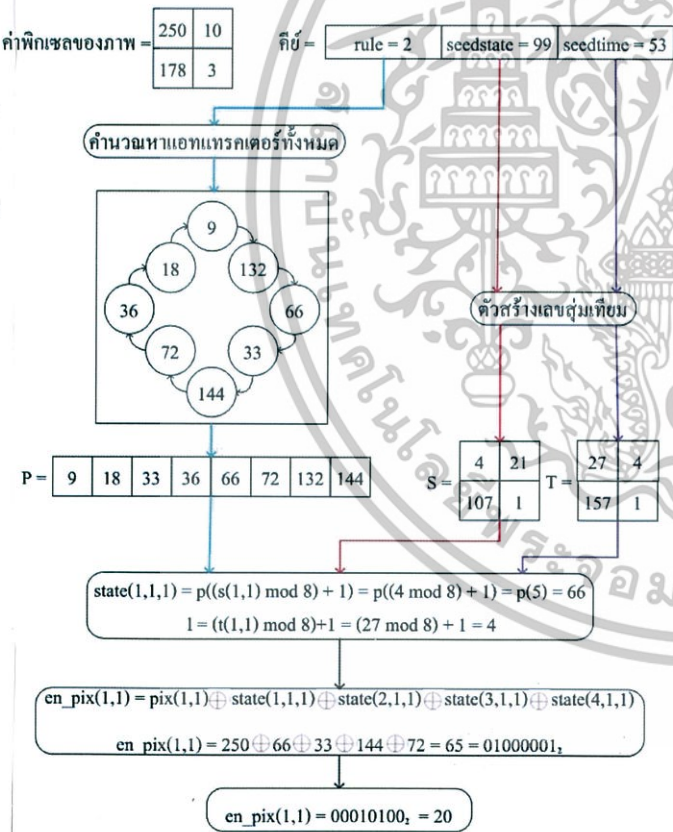 ค่าพิกเซลของภาพ =
250 10
178 3
คีย์ = rule = 2 seedstate = 99 seedtime = 53
คำนวณหาแอทแทรคเตอร์ทั้งหมด
9
18 132
36 66
72 33
144
ตัวสร้างเลขสุ่มเทียม
P = 9 18 33 36 66 72 132 144
S =
4 21
107 1
T =
27 4
157 1
state(1,1,1) = p((s(1,1) mod 8) + 1) = p((4 mod 8) + 1) = p(5) = 66
l = (t(1,1) mod 8)+1 = (27 mod 8) + 1 = 4
en_pix(1,1) = pix(1,1) ⊕ state(1,1,1) ⊕ state(2,1,1) ⊕ state(3,1,1) ⊕ state(4,1,1)
en_pix(1,1) = 250 ⊕ 66 ⊕ 33 ⊕ 144 ⊕ 72 = 65 = 01000001₂
en_pix(1,1) = 00010100₂ = 20